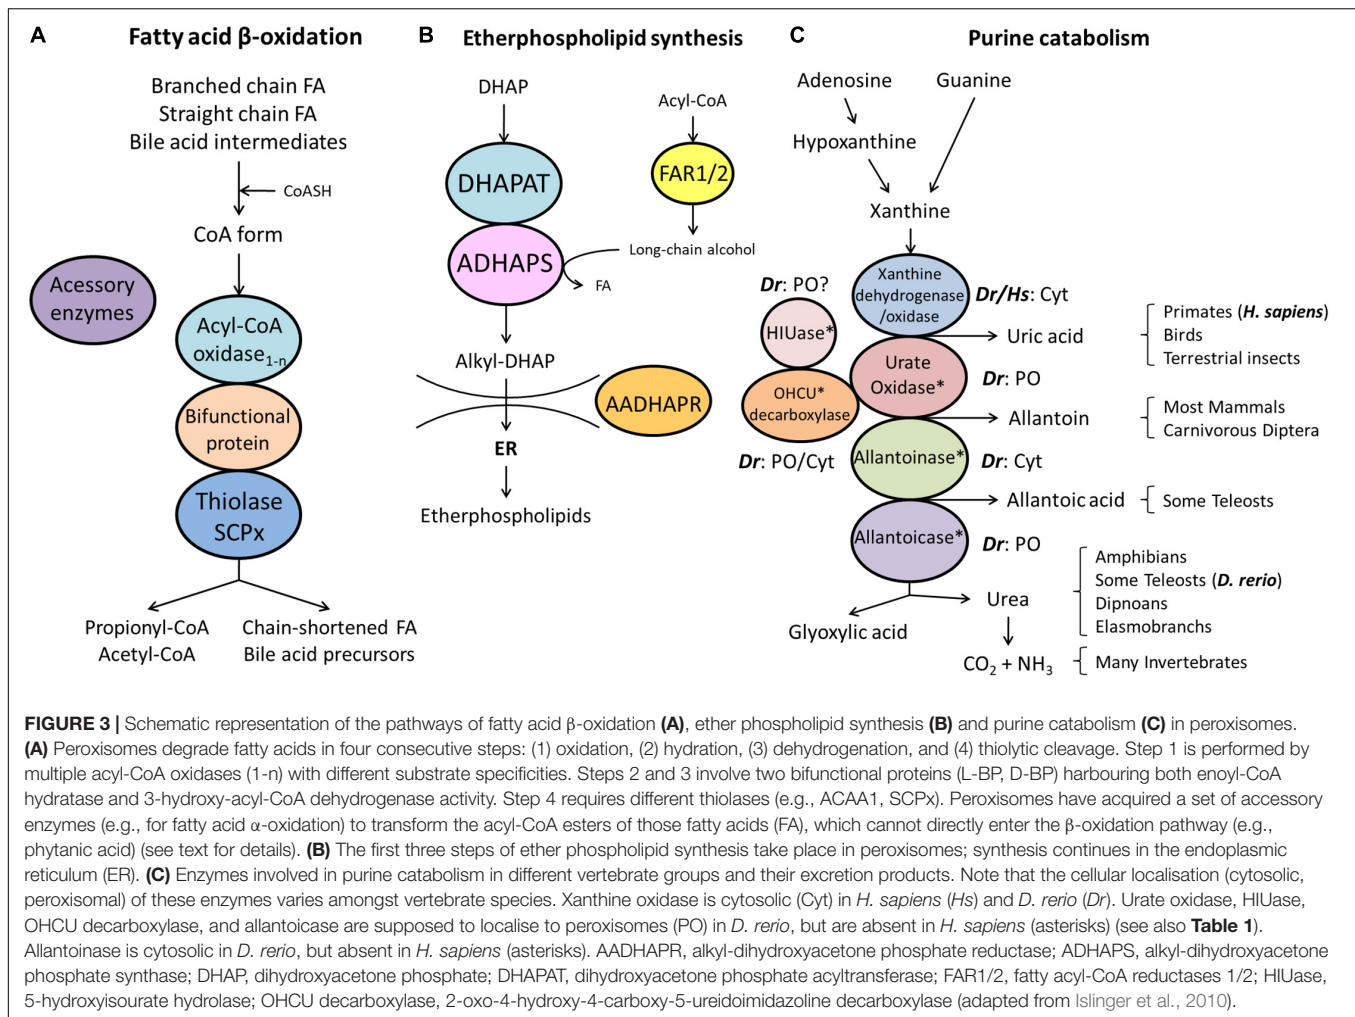 A
Fatty acid β-oxidation
Branched chain FA
Straight chain FA
Bile acid intermediates
CoASH
CoA form
Acessory
enzymes
Acyl-CoA
oxidase1-n
Bifunctional
protein
Thiolase
SCPx
Propionyl-CoA
Acetyl-CoA
Chain-shortened FA
Bile acid precursors
B
Etherphospholipid synthesis
DHAP
Acyl-CoA
DHAPAT
FAR1/2
ADHAPS
Long-chain alcohol
FA
Alkyl-DHAP
AADHAPR
ER
Etherphospholipids
C
Purine catabolism
Adenosine
Guanine
Hypoxanthine
Xanthine
Xanthine
dehydrogenase
/oxidase
Dr/Hs: Cyt
Dr: PO?
HIUase*
Uric acid
Primates (H. sapiens)
Birds
Terrestrial insects
Urate
Oxidase*
Dr: PO
OHCU*
decarboxylase
Dr: PO/Cyt
Allantoin
Most Mammals
Carnivorous Diptera
Allantoinase*
Dr: Cyt
Allantoic acid
Some Teleosts
Allantoicase*
Dr: PO
Glyoxylic acid
Urea
Amphibians
Some Teleosts (D. rerio)
Dipnoans
Elasmobranchs
CO2 + NH3
Many Invertebrates
FIGURE 3 | Schematic representation of the pathways of fatty acid β-oxidation (A), ether phospholipid synthesis (B) and purine catabolism (C) in peroxisomes.
(A) Peroxisomes degrade fatty acids in four consecutive steps: (1) oxidation, (2) hydration, (3) dehydrogenation, and (4) thiolytic cleavage. Step 1 is performed by
multiple acyl-CoA oxidases (1-n) with different substrate specificities. Steps 2 and 3 involve two bifunctional proteins (L-BP, D-BP) harbouring both enoyl-CoA
hydratase and 3-hydroxy-acyl-CoA dehydrogenase activity. Step 4 requires different thiolases (e.g., ACAA1, SCPx). Peroxisomes have acquired a set of accessory
enzymes (e.g., for fatty acid α-oxidation) to transform the acyl-CoA esters of those fatty acids (FA), which cannot directly enter the β-oxidation pathway (e.g.,
phytanic acid) (see text for details). (B) The first three steps of ether phospholipid synthesis take place in peroxisomes; synthesis continues in the endoplasmic
reticulum (ER). (C) Enzymes involved in purine catabolism in different vertebrate groups and their excretion products. Note that the cellular localisation (cytosolic,
peroxisomal) of these enzymes varies amongst vertebrate species. Xanthine oxidase is cytosolic (Cyt) in H. sapiens (Hs) and D. rerio (Dr). Urate oxidase, HIUase,
OHCU decarboxylase, and allantoicase are supposed to localise to peroxisomes (PO) in D. rerio, but are absent in H. sapiens (asterisks) (see also Table 1).
Allantoinase is cytosolic in D. rerio, but absent in H. sapiens (asterisks). AADHAPR, alkyl-dihydroxyacetone phosphate reductase; ADHAPS, alkyl-dihydroxyacetone
phosphate synthase; DHAP, dihydroxyacetone phosphate; DHAPAT, dihydroxyacetone phosphate acyltransferase; FAR1/2, fatty acyl-CoA reductases 1/2; HIUase,
5-hydroxyisourate hydrolase; OHCU decarboxylase, 2-oxo-4-hydroxy-4-carboxy-5-ureidoimidazoline decarboxylase (adapted from Islinger et al., 2010).